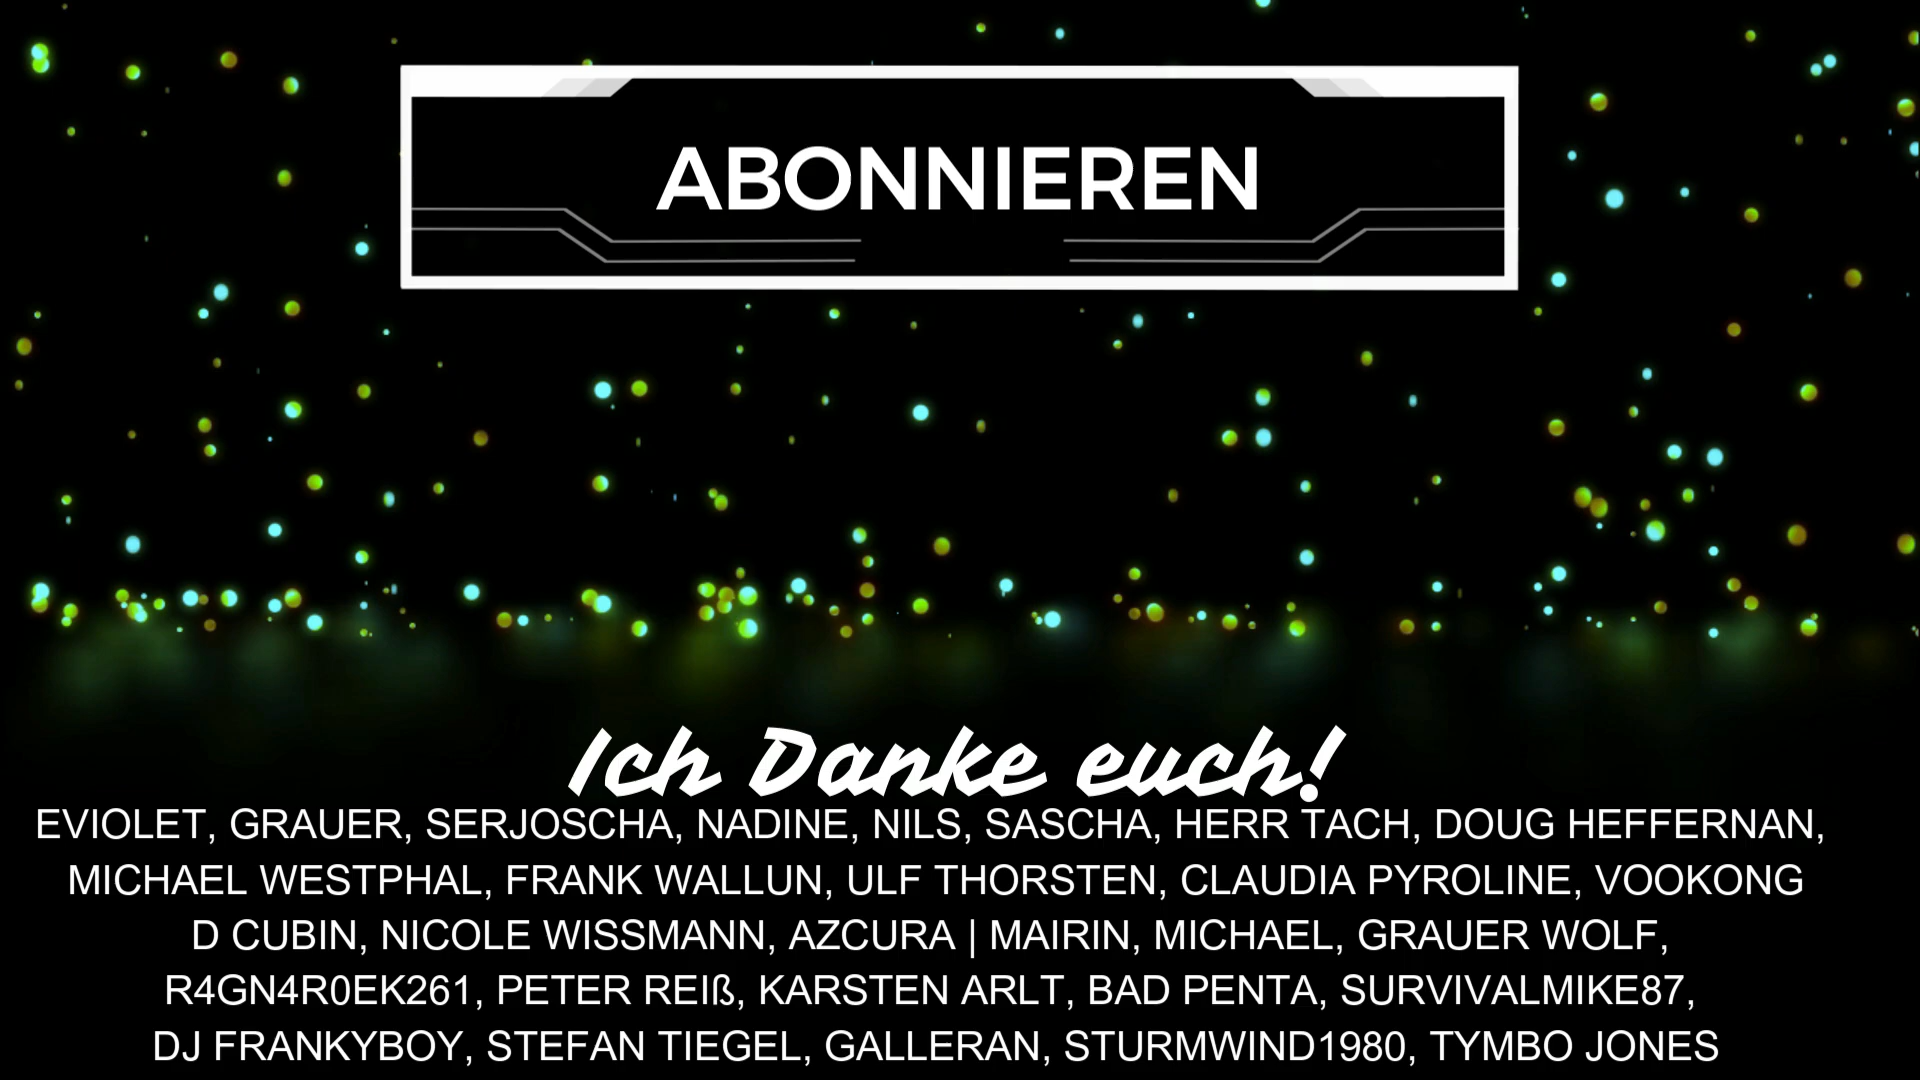 ABONNIEREN
Ich Danke euch!
EVIOLET, GRAUER, SERJOSCHA, NADINE, NILS, SASCHA, HERR TACH, DOUG HEFFERNAN,
MICHAEL WESTPHAL, FRANK WALLUN, ULF THORSTEN, CLAUDIA PYROLINE, VOOKONG
D CUBIN, NICOLE WISSMANN, AZCURA | MAIRIN, MICHAEL, GRAUER WOLF,
R4GN4R0EK261, PETER REIß, KARSTEN ARLT, BAD PENTA, SURVIVALMIKE87,
DJ FRANKYBOY, STEFAN TIEGEL, GALLERAN, STURMWIND1980, TYMBO JONES